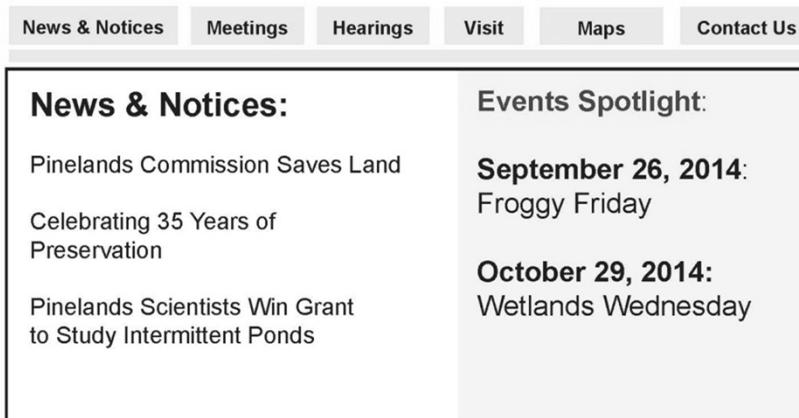 News & Notices
Meetings
Hearings
Visit
Maps
Contact Us
News & Notices:
Pinelands Commission Saves Land
Celebrating 35 Years of
Preservation
Pinelands Scientists Win Grant
to Study Intermittent Ponds
Events Spotlight:
September 26, 2014:
Froggy Friday
October 29, 2014:
Wetlands Wednesday